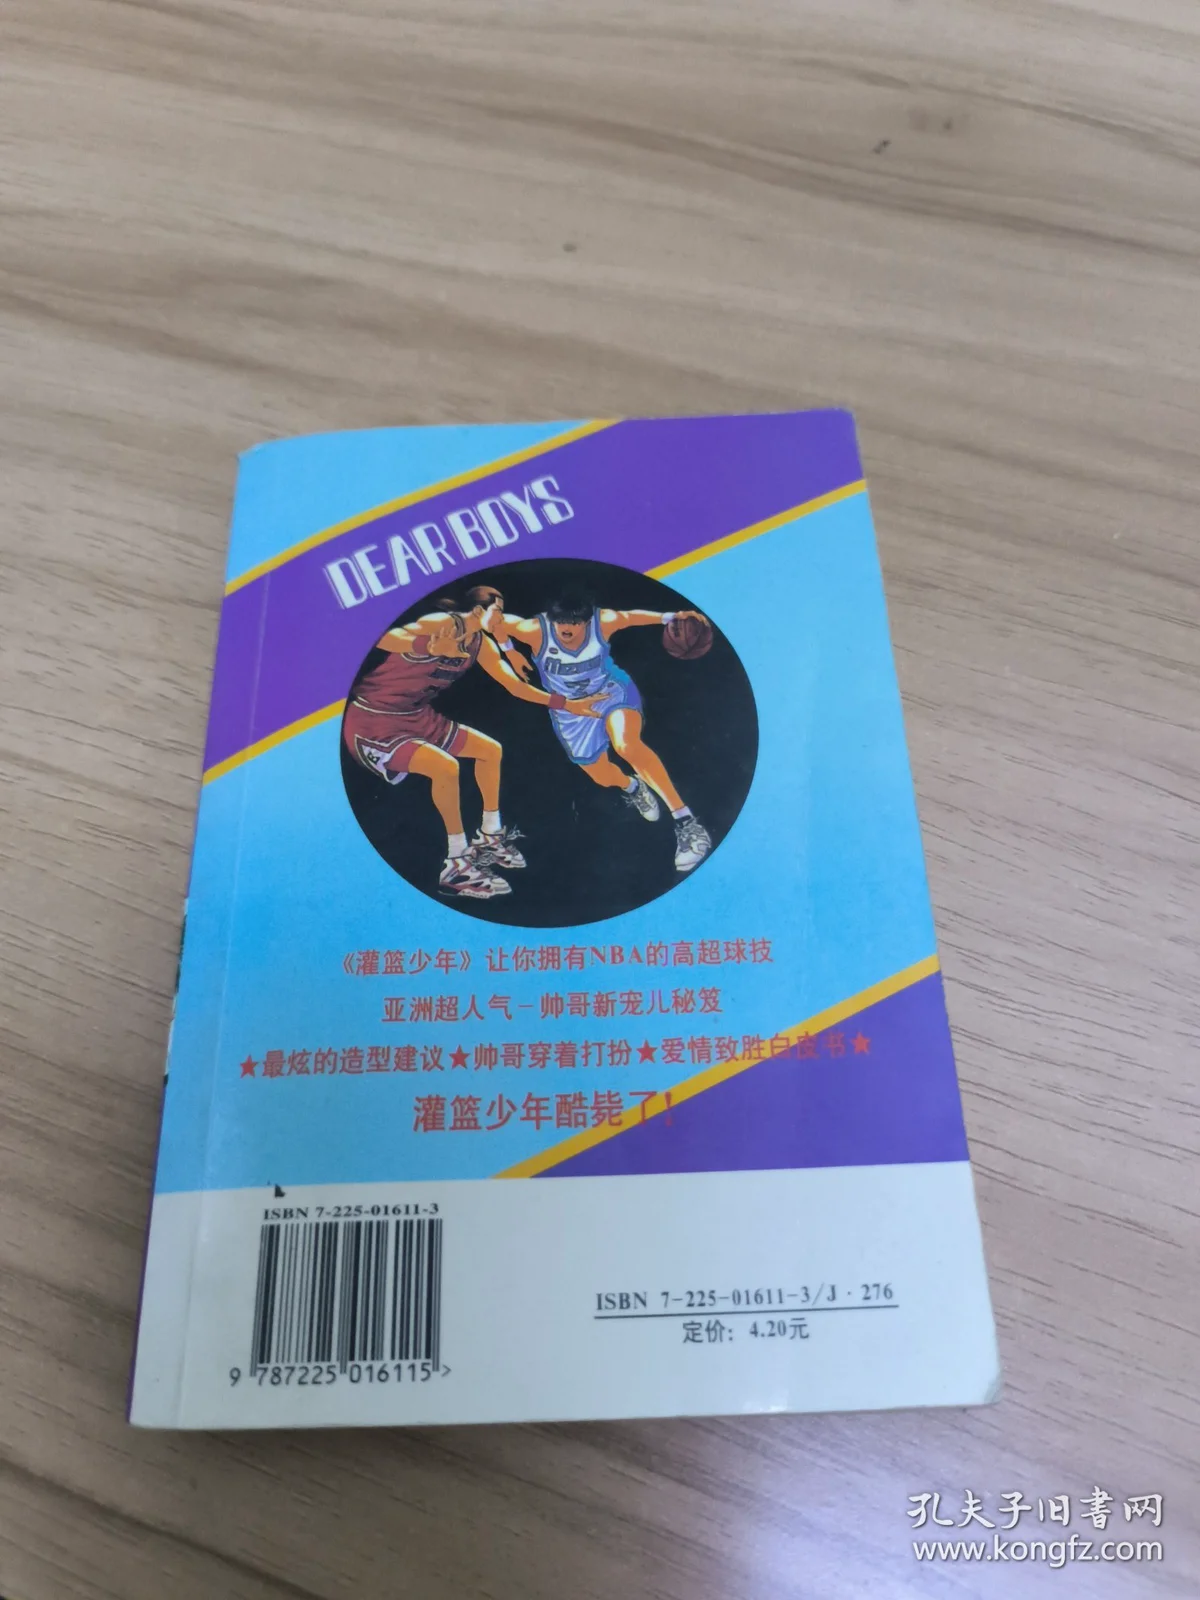 DEAR BOYS
《灌篮少年》让你拥有NBA的高超球技
亚洲超人气-帅哥新宠儿秘笈
★最炫的造型建议★帅哥穿着打扮★爱情致胜白皮书★
灌篮少年酷毙了!
ISBN 7-225-01611-3
9 787225 016115>
ISBN 7-225-01611-3/J·276
定价: 4.20元
孔夫子旧书网
www.kongfz.com